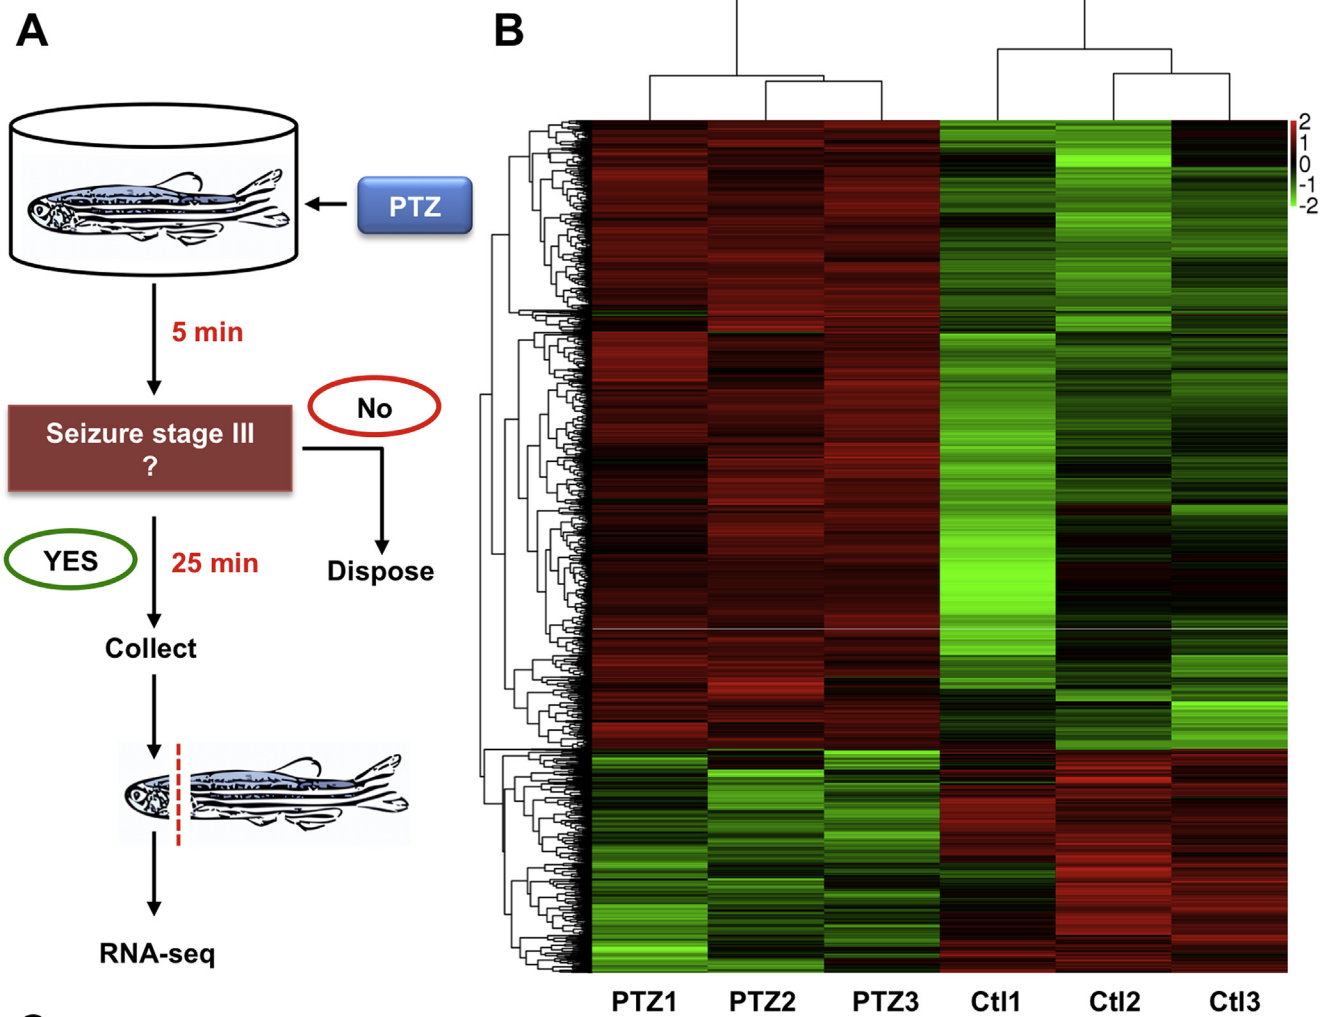 A
B
PTZ
5 min
No
Seizure stage III
?
YES
25 min
Dispose
Collect
RNA-seq
2
1
0
-1
-2
PTZ1 PTZ2 PTZ3 Ctl1 Ctl2 Ctl3